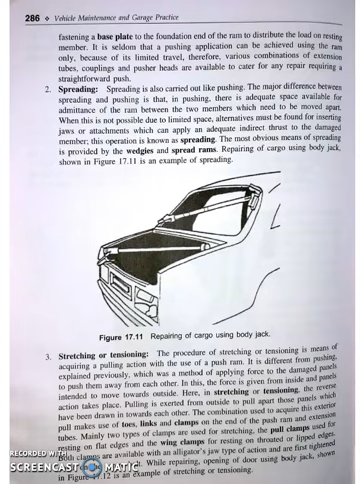 286 ❖ Vehicle Maintenance and Garage Practice
fastening a base plate to the foundation end of the ram to distribute the load on resting
member. It is seldom that a pushing application can be achieved using the ram
only, because of its limited travel, therefore, various combinations of extension
tubes, couplings and pusher heads are available to cater for any repair requiring a
straightforward push.
2. Spreading: Spreading is also carried out like pushing. The major difference between
spreading and pushing is that, in pushing, there is adequate space available for
admittance of the ram between the two members which need to be moved apart.
When this is not possible due to limited space, alternatives must be found for inserting
jaws or attachments which can apply an adequate indirect thrust to the damaged
member; this operation is known as spreading. The most obvious means of spreading
is provided by the wedgies and spread rams. Repairing of cargo using body jack,
shown in Figure 17.11 is an example of spreading.
Figure 17.11 Repairing of cargo using body jack.
3. Stretching or tensioning: The procedure of stretching or tensioning is means of
acquiring a pulling action with the use of a push ram. It is different from pushing,
explained previously, which was a method of applying force to the damaged panels
to push them away from each other. In this, the force is given from inside and panels
intended to move towards outside. Here, in stretching or tensioning, the reverse
action takes place. Pulling is exerted from outside to pull apart those panels which
have been drawn in towards each other. The combination used to acquire this exterior
pull makes use of toes, links and clamps on the end of the push ram and extension
tubes. Mainly two types of clamps are used for stretching, the pull clamps used for
resting on flat edges and the wing clamps for resting on throated or lipped edges.
Both clamps are available with an alligator's jaw type of action and are first tightened
While repairing, opening of door using body jack, shown
in Figure 17.12 is an example of stretching or tensioning.
RECORDED WITH
SCREENCAST MATIC